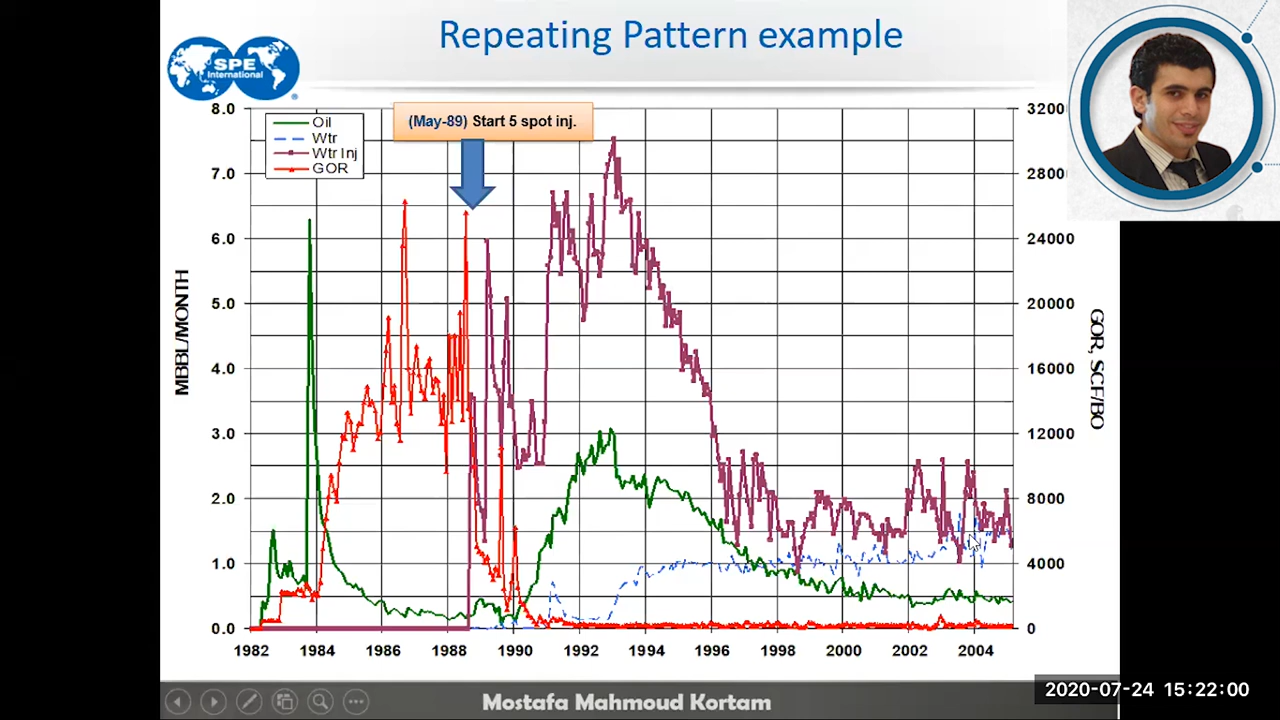 Repeating Pattern example
SPE
International
(May-89) Start 5 spot inj.
Oil
Wtr
Wtr Inj
GOR
8.0
7.0
6.0
5.0
4.0
3.0
2.0
1.0
0.0
MBBL/MONTH
3200
2800
24000
20000
16000
12000
8000
4000
0
GOR, SCF/BO
1982 1984 1986 1988 1990 1992 1994 1996 1998 2000 2002 2004
Mostafa Mahmoud Kortam
2020-07-24 15:22:00